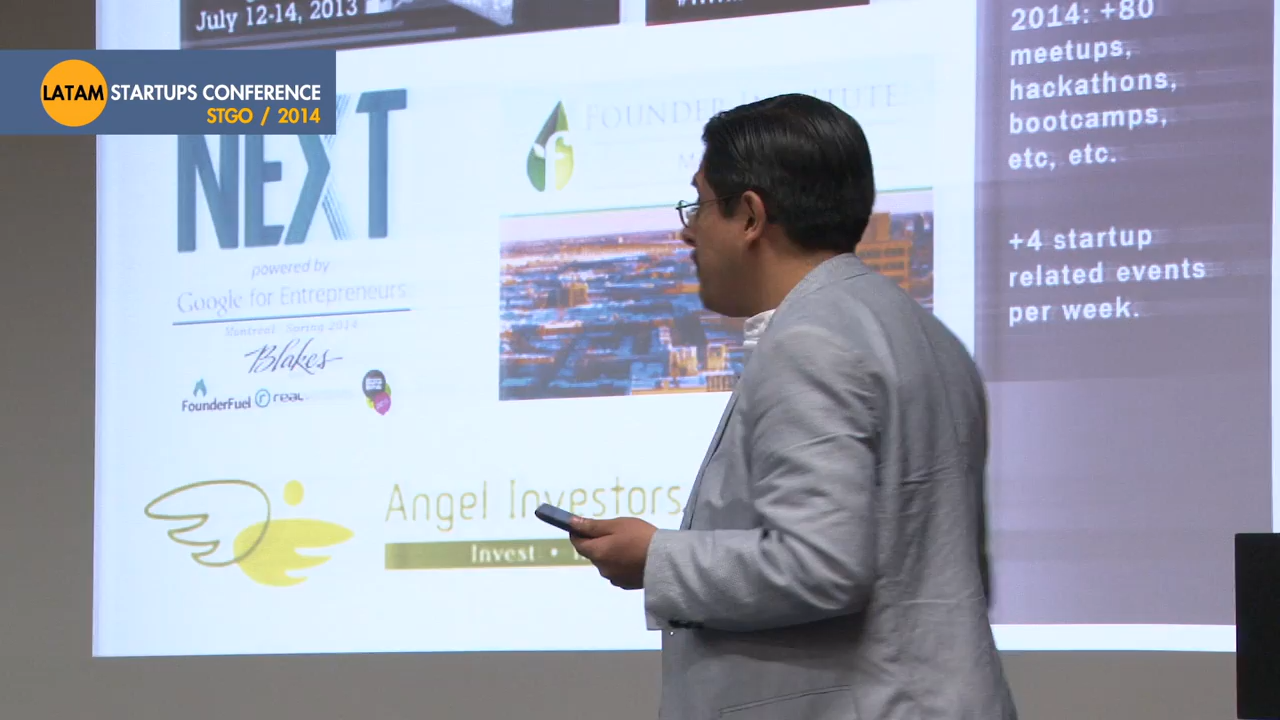 July 12-14, 2013
LATAM STARTUPS CONFERENCE
STGO / 2014
NEXT
powered by
Google for Entrepreneurs
Montreal Spring 2014
Blakes
FounderFuel real
FOUNDER INSTITUTE
Angel Investors
Invest •
2014: +80
meetups,
hackathons,
bootcamps,
etc, etc.
+4 startup
related events
per week.